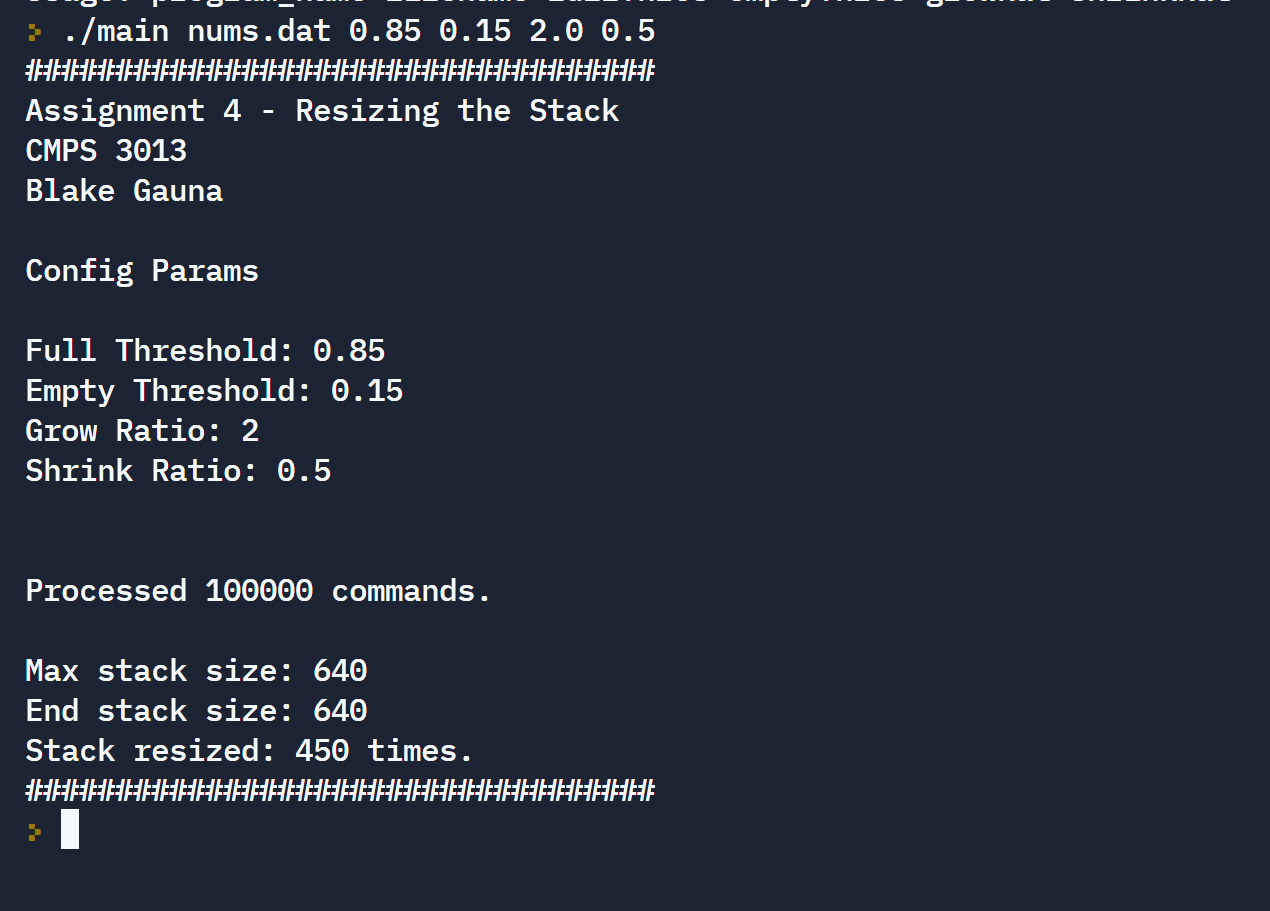 > ./main nums.dat 0.85 0.15 2.0 0.5
###################################
Assignment 4 - Resizing the Stack
CMPS 3013
Blake Gauna
Config Params
Full Threshold: 0.85
Empty Threshold: 0.15
Grow Ratio: 2
Shrink Ratio: 0.5
Processed 100000 commands.
Max stack size: 640
End stack size: 640
Stack resized: 450 times.
###################################
>